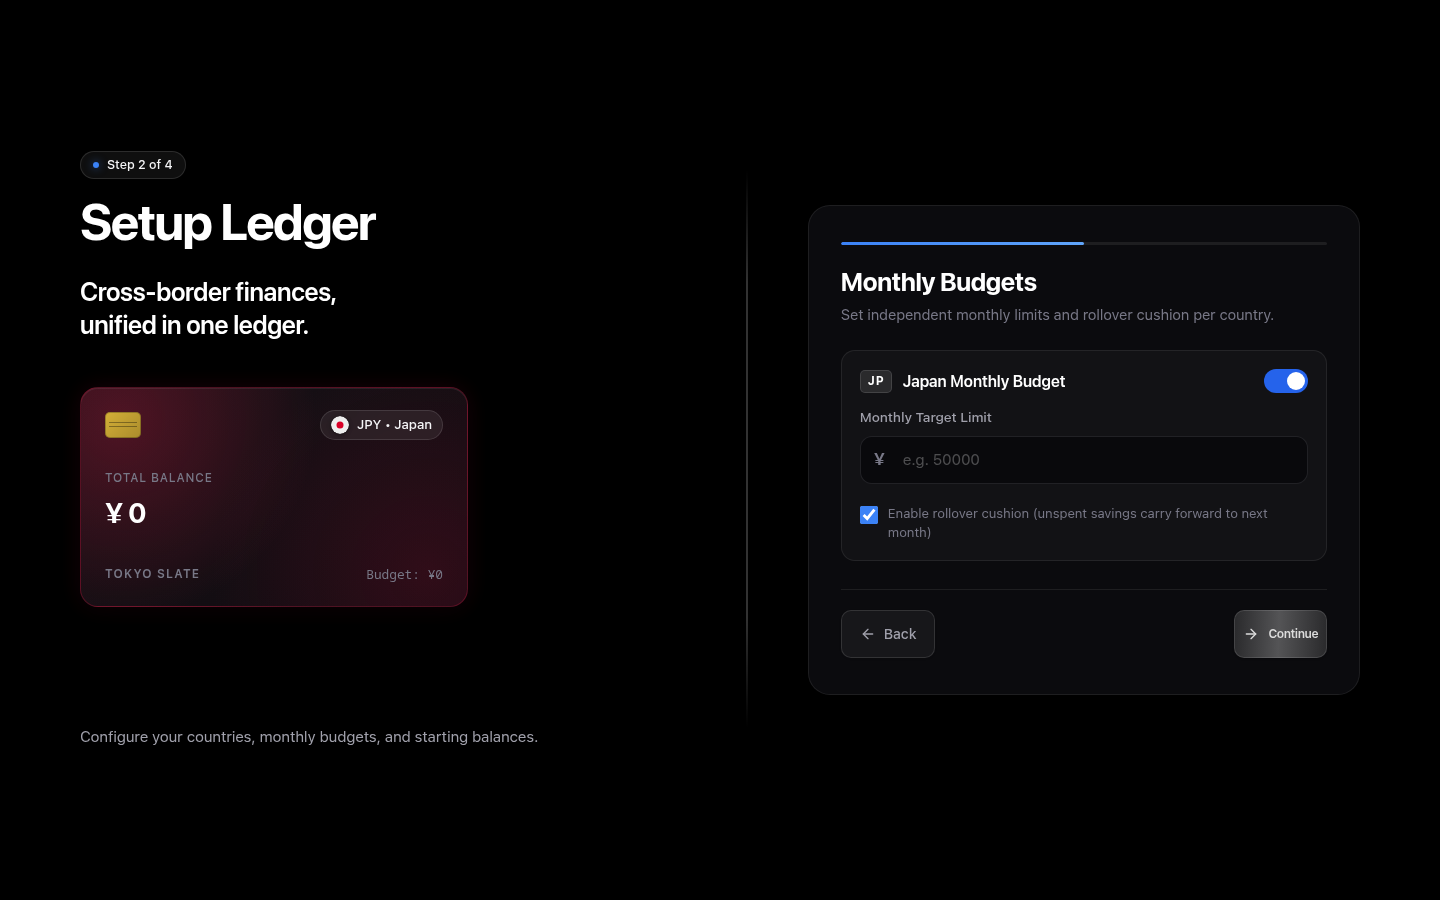 Step 2 of 4
Setup Ledger
Cross-border finances,
unified in one ledger.
JPY • Japan
TOTAL BALANCE
¥ 0
TOKYO SLATE
Budget: ¥0
Configure your countries, monthly budgets, and starting balances.
Monthly Budgets
Set independent monthly limits and rollover cushion per country.
JP Japan Monthly Budget
Monthly Target Limit
¥ e.g. 50000
Enable rollover cushion (unspent savings carry forward to next
month)
← Back
→ Continue